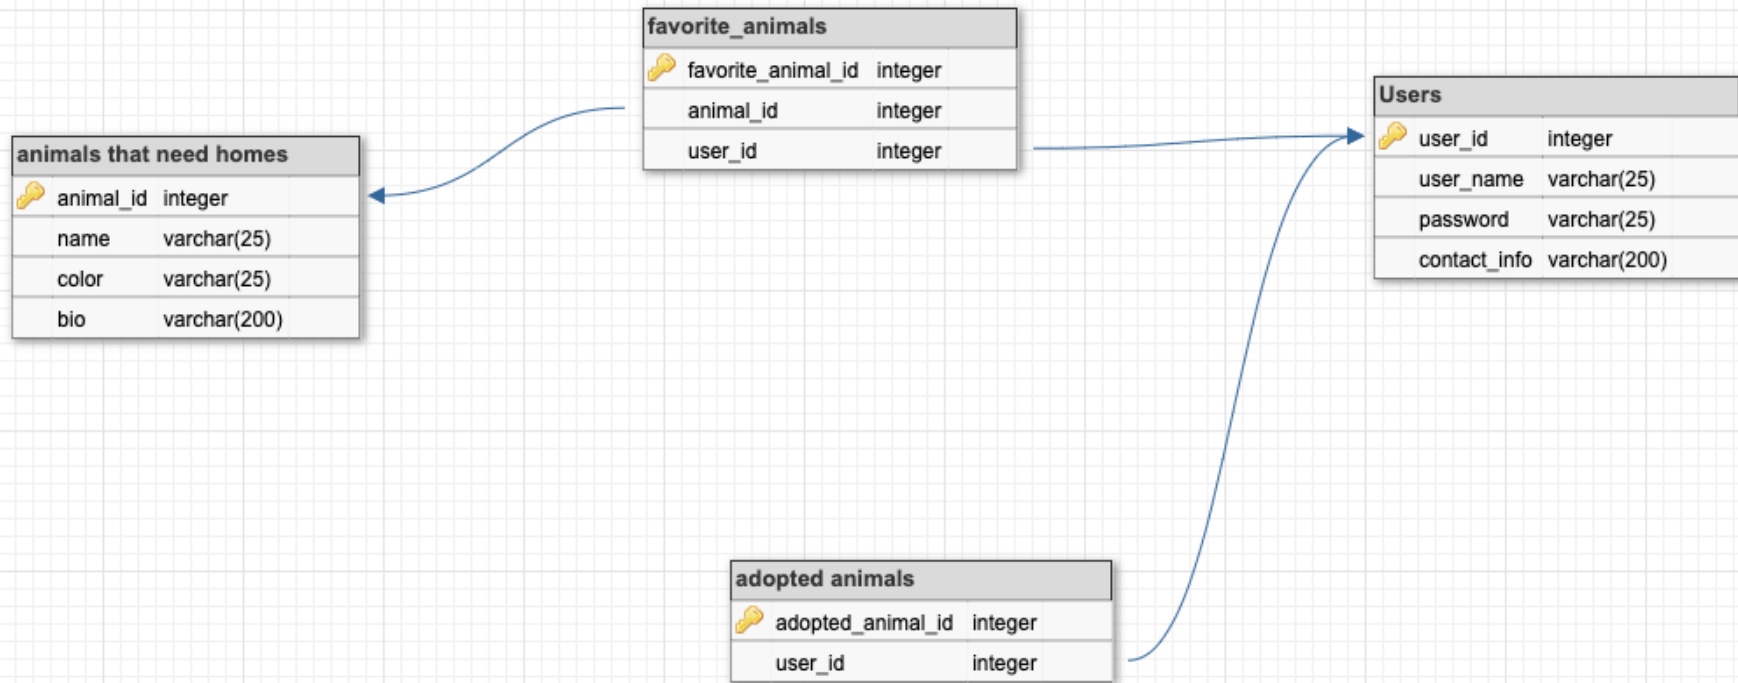 favorite_animals
favorite_animal_id integer
animal_id integer
user_id integer
Users
user_id integer
user_name varchar(25)
password varchar(25)
contact_info varchar(200)
animals that need homes
animal_id integer
name varchar(25)
color varchar(25)
bio varchar(200)
adopted animals
adopted_animal_id integer
user_id integer